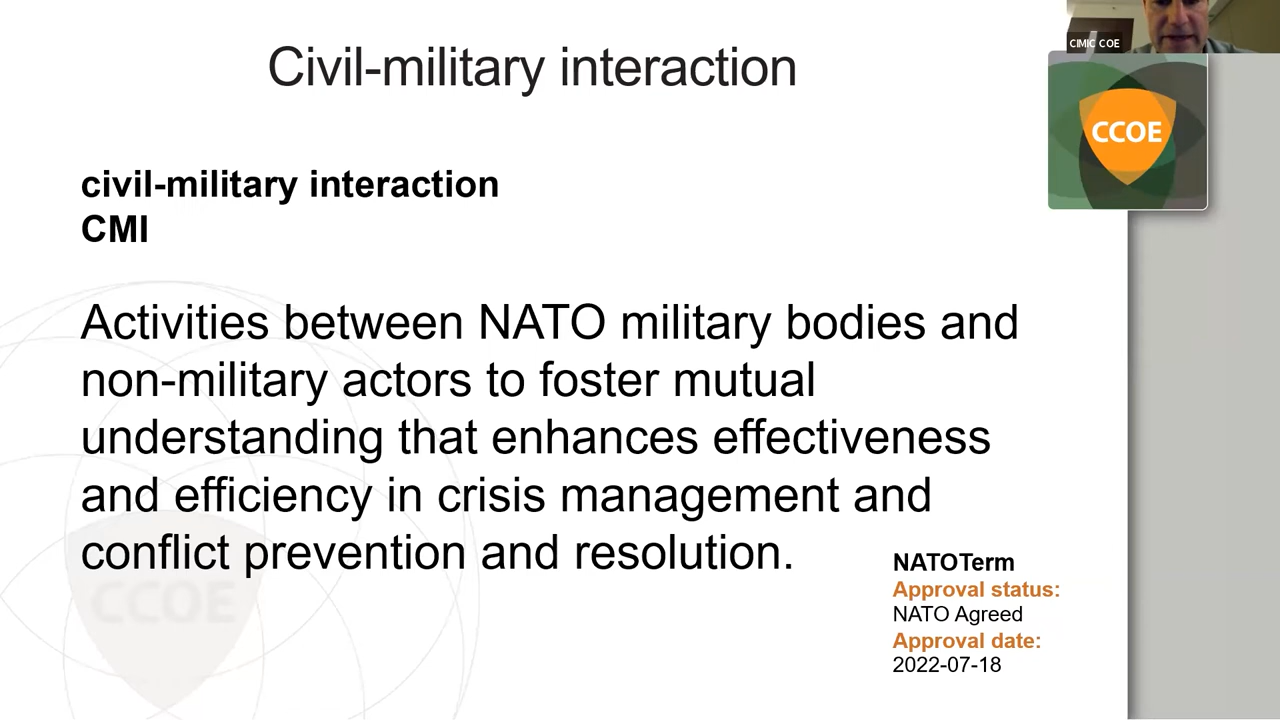 Civil-military interaction
CIMIC COE
CCOE
civil-military interaction
CMI
Activities between NATO military bodies and
non-military actors to foster mutual
understanding that enhances effectiveness
and efficiency in crisis management and
conflict prevention and resolution.
NATOTerm
Approval status:
NATO Agreed
Approval date:
2022-07-18
CCOE